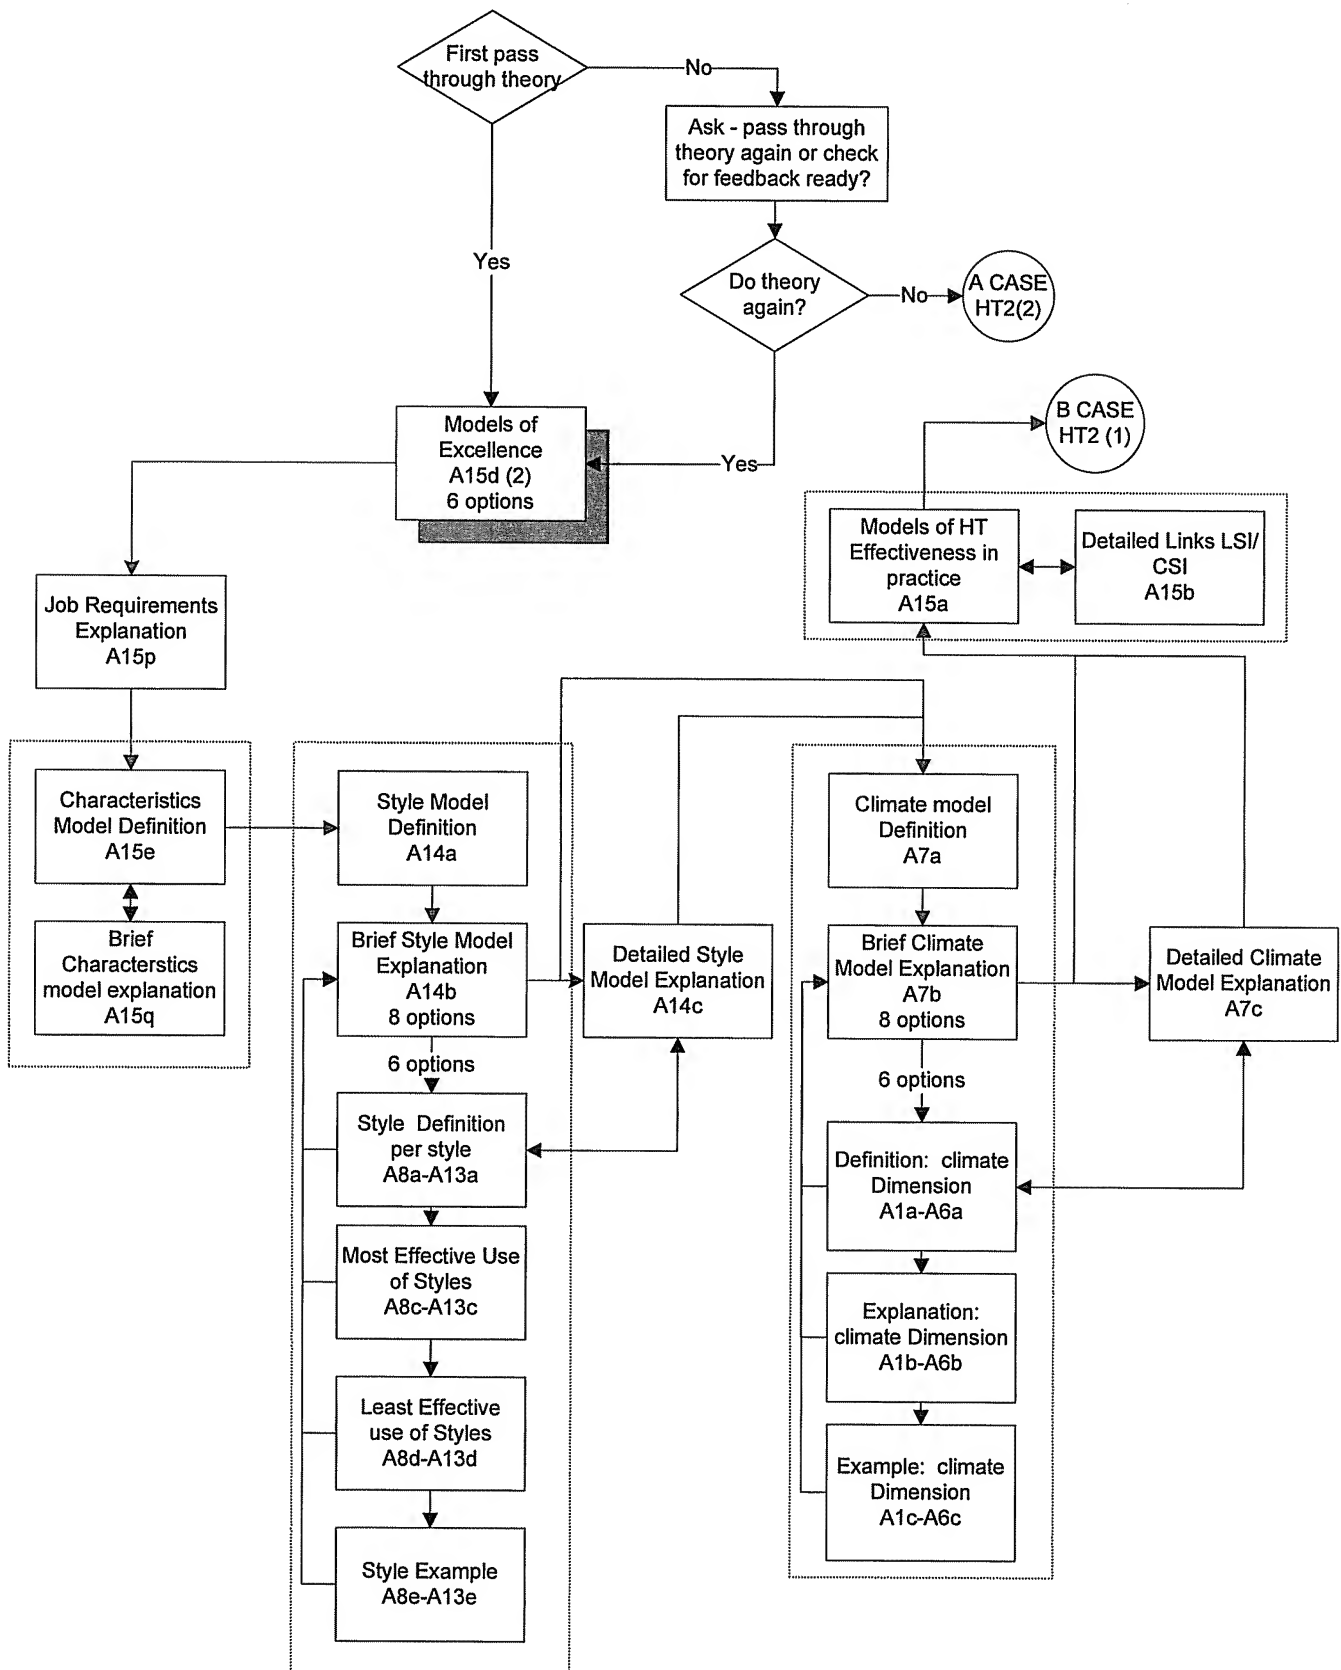 First pass
through theory
No
Ask - pass through
theory again or check
for feedback ready?
Yes
Do theory
again?
No
A CASE
HT2(2)
Models of
Excellence
A15d (2)
6 options
Yes
B CASE
HT2 (1)
Models of HT
Effectiveness in
practice
A15a
Detailed Links LSI/
CSI
A15b
Job Requirements
Explanation
A15p
Characteristics
Model Definition
A15e
Brief
Characterstics
model explanation
A15q
Style Model
Definition
A14a
Brief Style Model
Explanation
A14b
8 options
6 options
Detailed Style
Model Explanation
A14c
Style Definition
per style
A8a-A13a
Most Effective Use
of Styles
A8c-A13c
Least Effective
use of Styles
A8d-A13d
Style Example
A8e-A13e
Climate model
Definition
A7a
Brief Climate
Model Explanation
A7b
8 options
6 options
Detailed Climate
Model Explanation
A7c
Definition: climate
Dimension
A1a-A6a
Explanation:
climate Dimension
A1b-A6b
Example: climate
Dimension
A1c-A6c